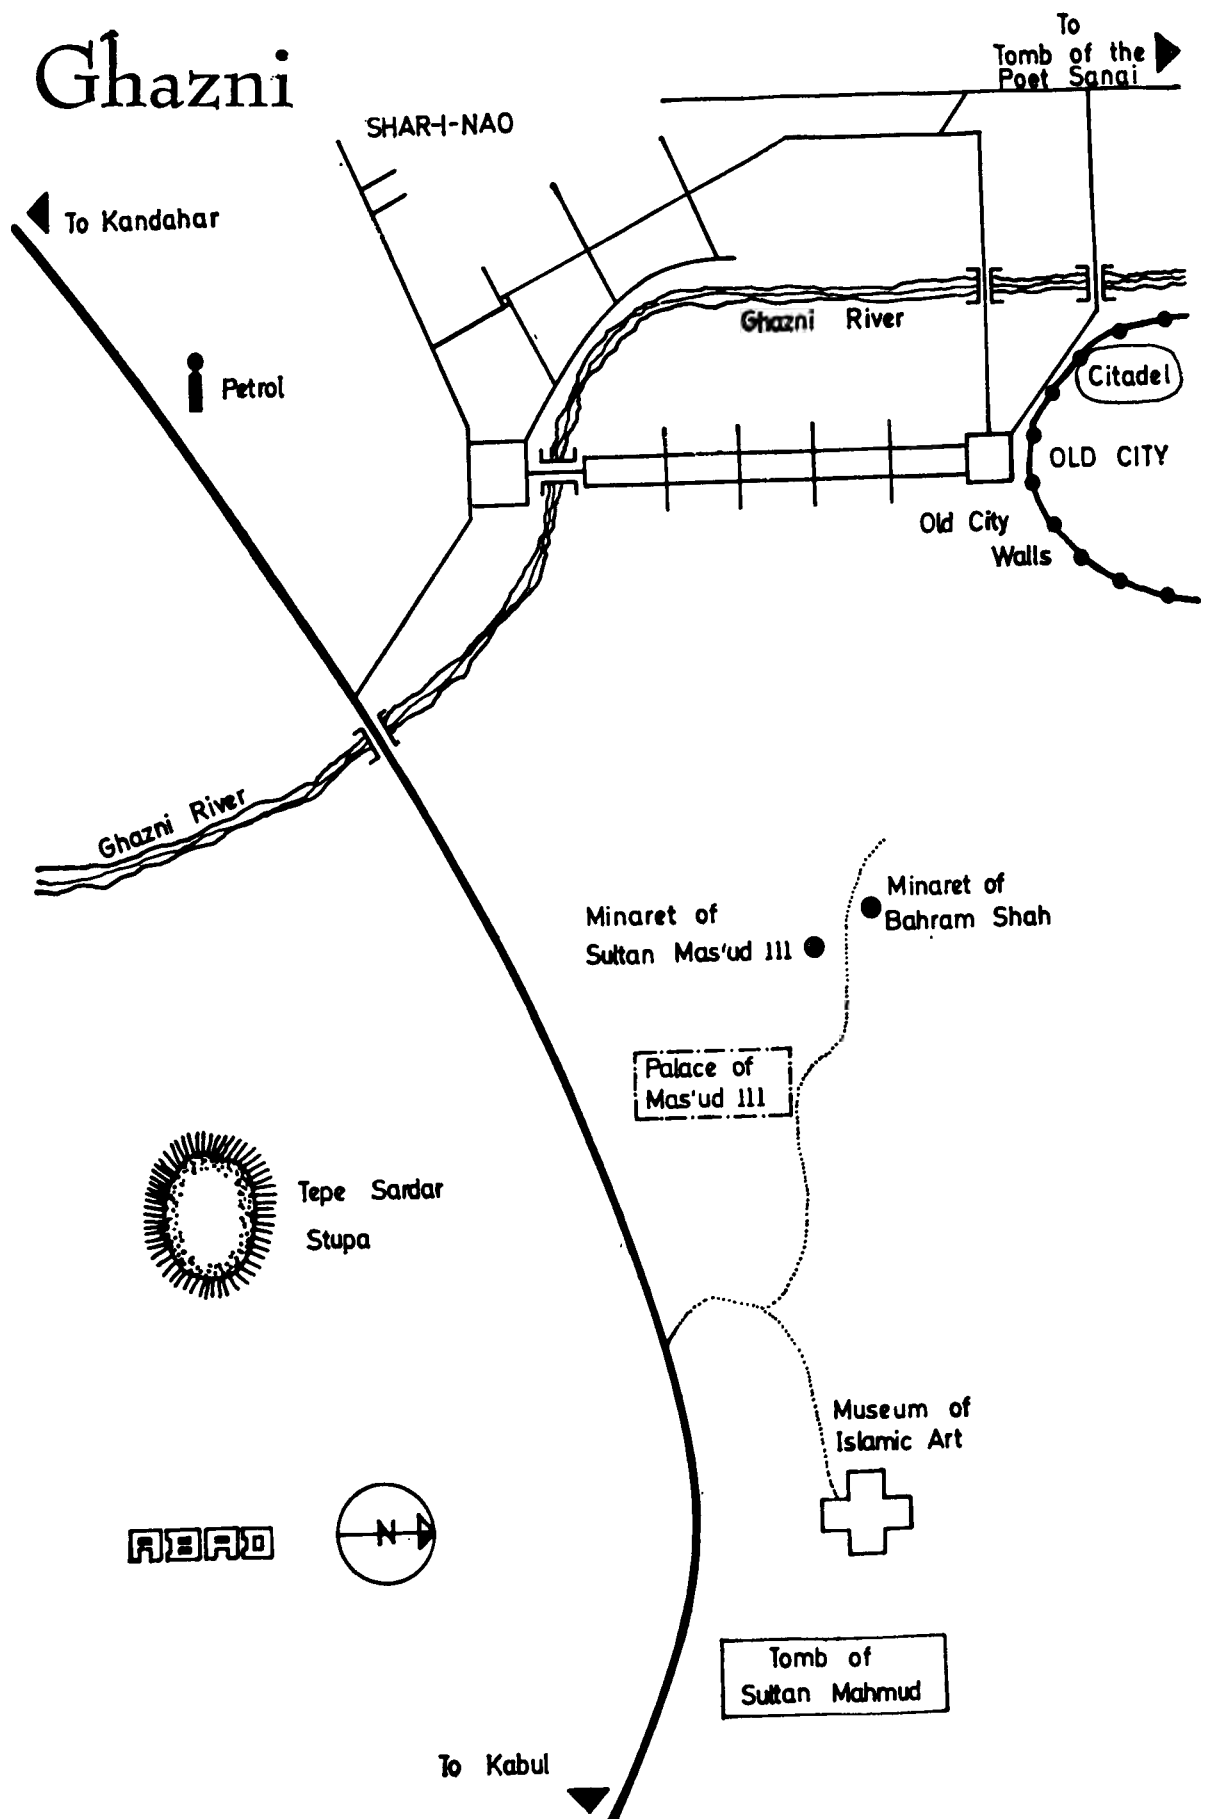 Ghazni
To
Tomb of the
Poet Sanai
SHAR-I-NAO
To Kandahar
Petrol
Ghazni River
Citadel
OLD CITY
Old City
Walls
Ghazni River
Minaret of
Bahram Shah
Minaret of
Sultan Mas'ud III
Palace of
Mas'ud III
Tepe Sardar
Stupa
Museum of
Islamic Art
N
ABAD
Tomb of
Sultan Mahmud
To Kabul